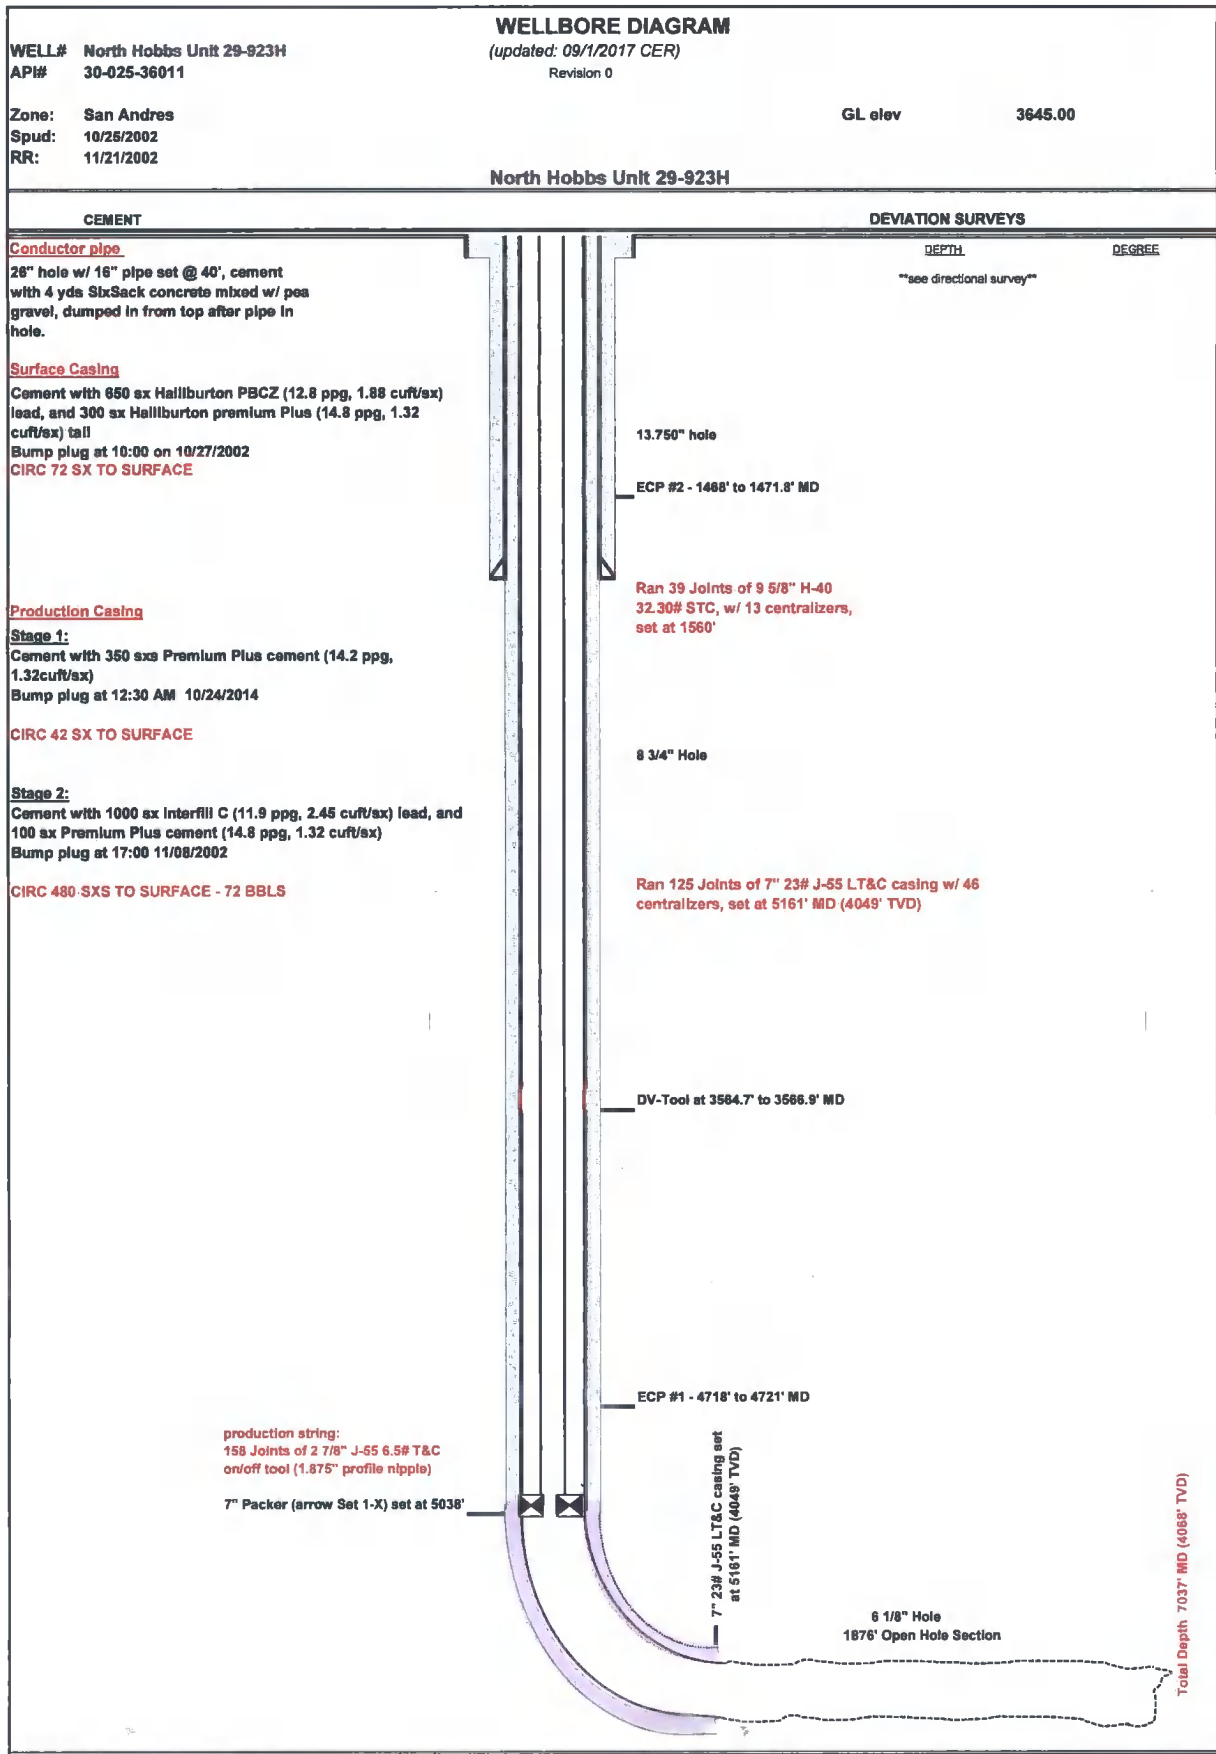 WELLBORE DIAGRAM
WELL# North Hobbs Unit 29-923H
(updated: 09/1/2017 CER)
API# 30-025-36011
Revision 0
Zone: San Andres
GL elev 3645.00
Spud: 10/25/2002
RR: 11/21/2002
North Hobbs Unit 29-923H
CEMENT
DEVIATION SURVEYS
Conductor pipe
DEPTH DEGREE
26" hole w/ 16" pipe set @ 40', cement
with 4 yds SixSack concrete mixed w/ pea
gravel, dumped in from top after pipe in
hole.
**see directional survey**
Surface Casing
Cement with 650 sx Halliburton PBCZ (12.8 ppg, 1.88 cuft/sx)
lead, and 300 sx Halliburton premium Plus (14.8 ppg, 1.32
cuft/sx) tail
Bump plug at 10:00 on 10/27/2002
CIRC 72 SX TO SURFACE
13.750" hole
ECP #2 - 1468' to 1471.8' MD
Ran 39 Joints of 9 5/8" H-40
32.30# STC, w/ 13 centralizers,
set at 1560'
Production Casing
Stage 1:
Cement with 350 sxs Premium Plus cement (14.2 ppg,
1.32cuft/sx)
Bump plug at 12:30 AM 10/24/2014
CIRC 42 SX TO SURFACE
8 3/4" Hole
Stage 2:
Cement with 1000 sx Interfill C (11.9 ppg, 2.45 cuft/sx) lead, and
100 sx Premium Plus cement (14.8 ppg, 1.32 cuft/sx)
Bump plug at 17:00 11/08/2002
CIRC 480 SXS TO SURFACE - 72 BBLS
Ran 125 Joints of 7" 23# J-55 LT&C casing w/ 46
centralizers, set at 5161' MD (4049' TVD)
DV-Tool at 3564.7' to 3566.9' MD
ECP #1 - 4718' to 4721' MD
production string:
158 Joints of 2 7/8" J-55 6.5# T&C
on/off tool (1.875" profile nipple)
7" Packer (arrow Set 1-X) set at 5038'
7" 23# J-55 LT&C casing set
at 5161' MD (4049' TVD)
6 1/8" Hole
1876' Open Hole Section
Total Depth 7037' MD (4068' TVD)